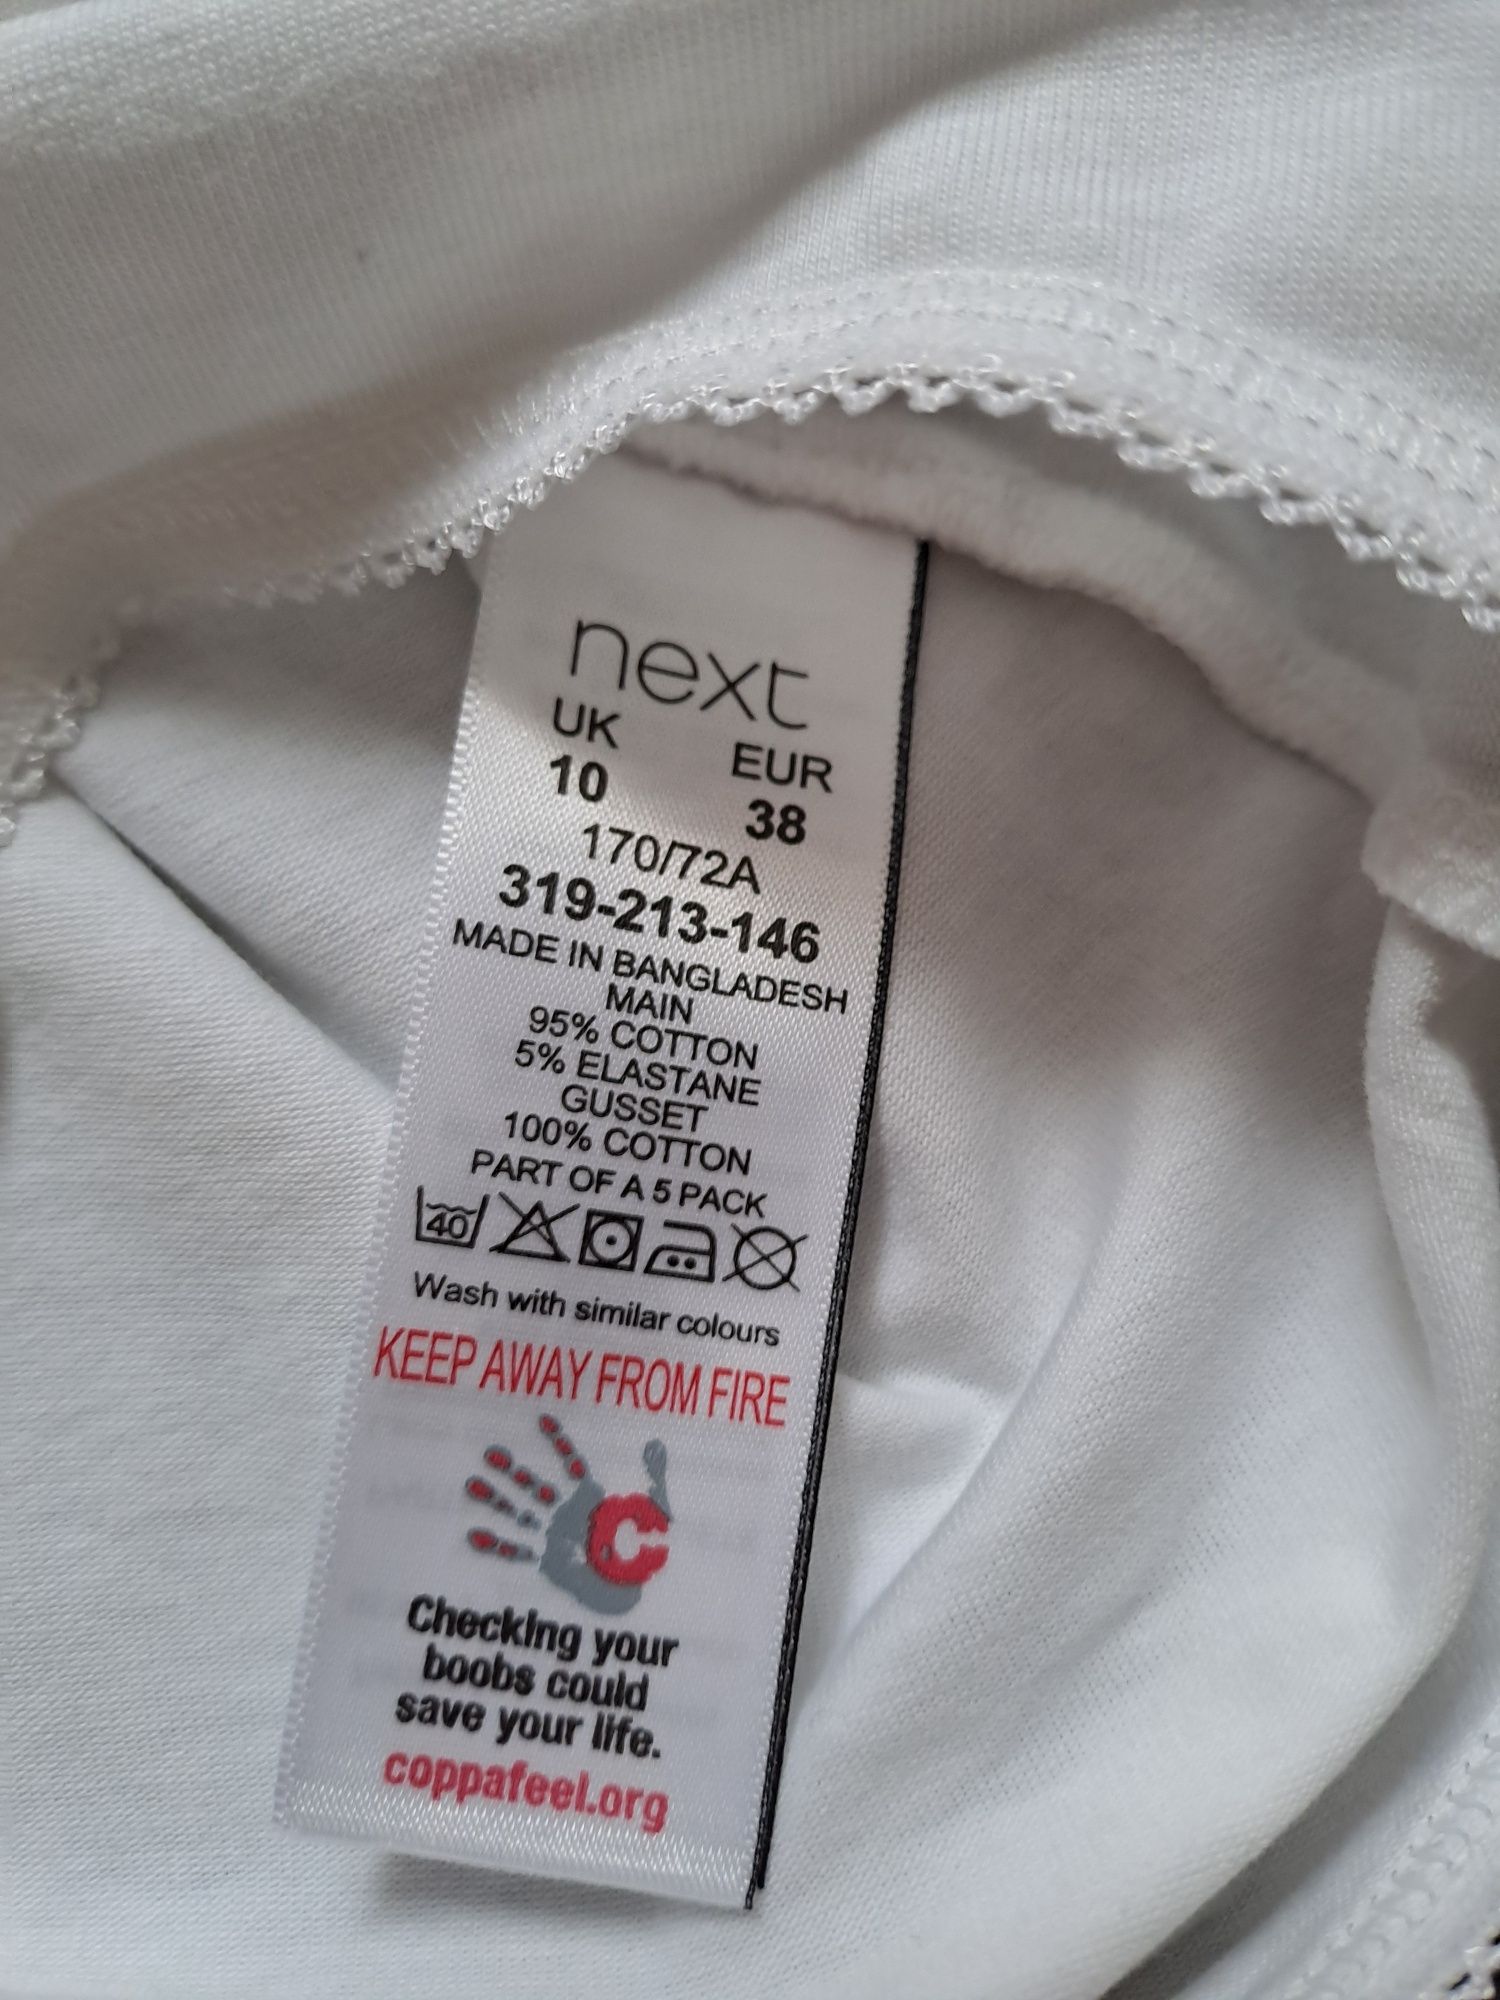 next
UK EUR
10 38
170/72A
319-213-146
MADE IN BANGLADESH
MAIN
95% COTTON
5% ELASTANE
GUSSET
100% COTTON
PART OF A 5 PACK
40
Wash with similar colours
KEEP AWAY FROM FIRE
C
Checking your
boobs could
save your life.
coppafeel.org